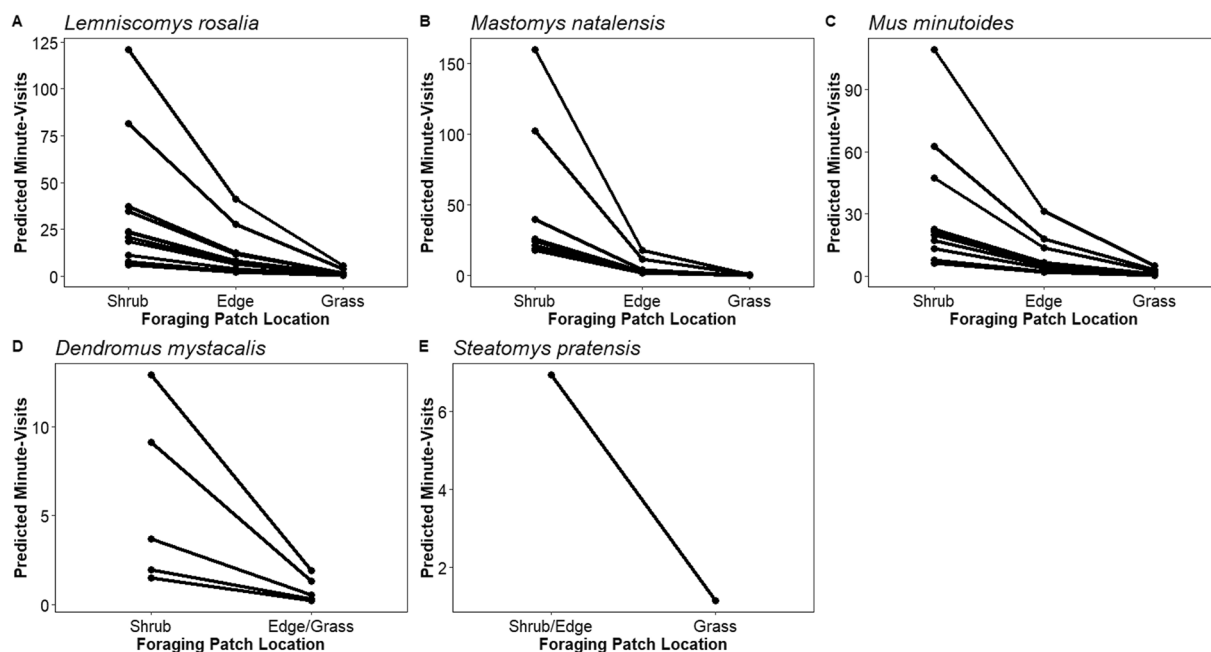 A Lemniscomys rosalia
Predicted Minute-Visits
125
100
75
50
25
0
Shrub Edge Grass
Foraging Patch Location
B Mastomys natalensis
Predicted Minute-Visits
150
100
50
0
Shrub Edge Grass
Foraging Patch Location
C Mus minutoides
Predicted Minute-Visits
90
60
30
0
Shrub Edge Grass
Foraging Patch Location
D Dendromus mystacalis
Predicted Minute-Visits
10
5
0
Shrub Edge/Grass
Foraging Patch Location
E Steatomys pratensis
Predicted Minute-Visits
6
4
2
Shrub/Edge Grass
Foraging Patch Location